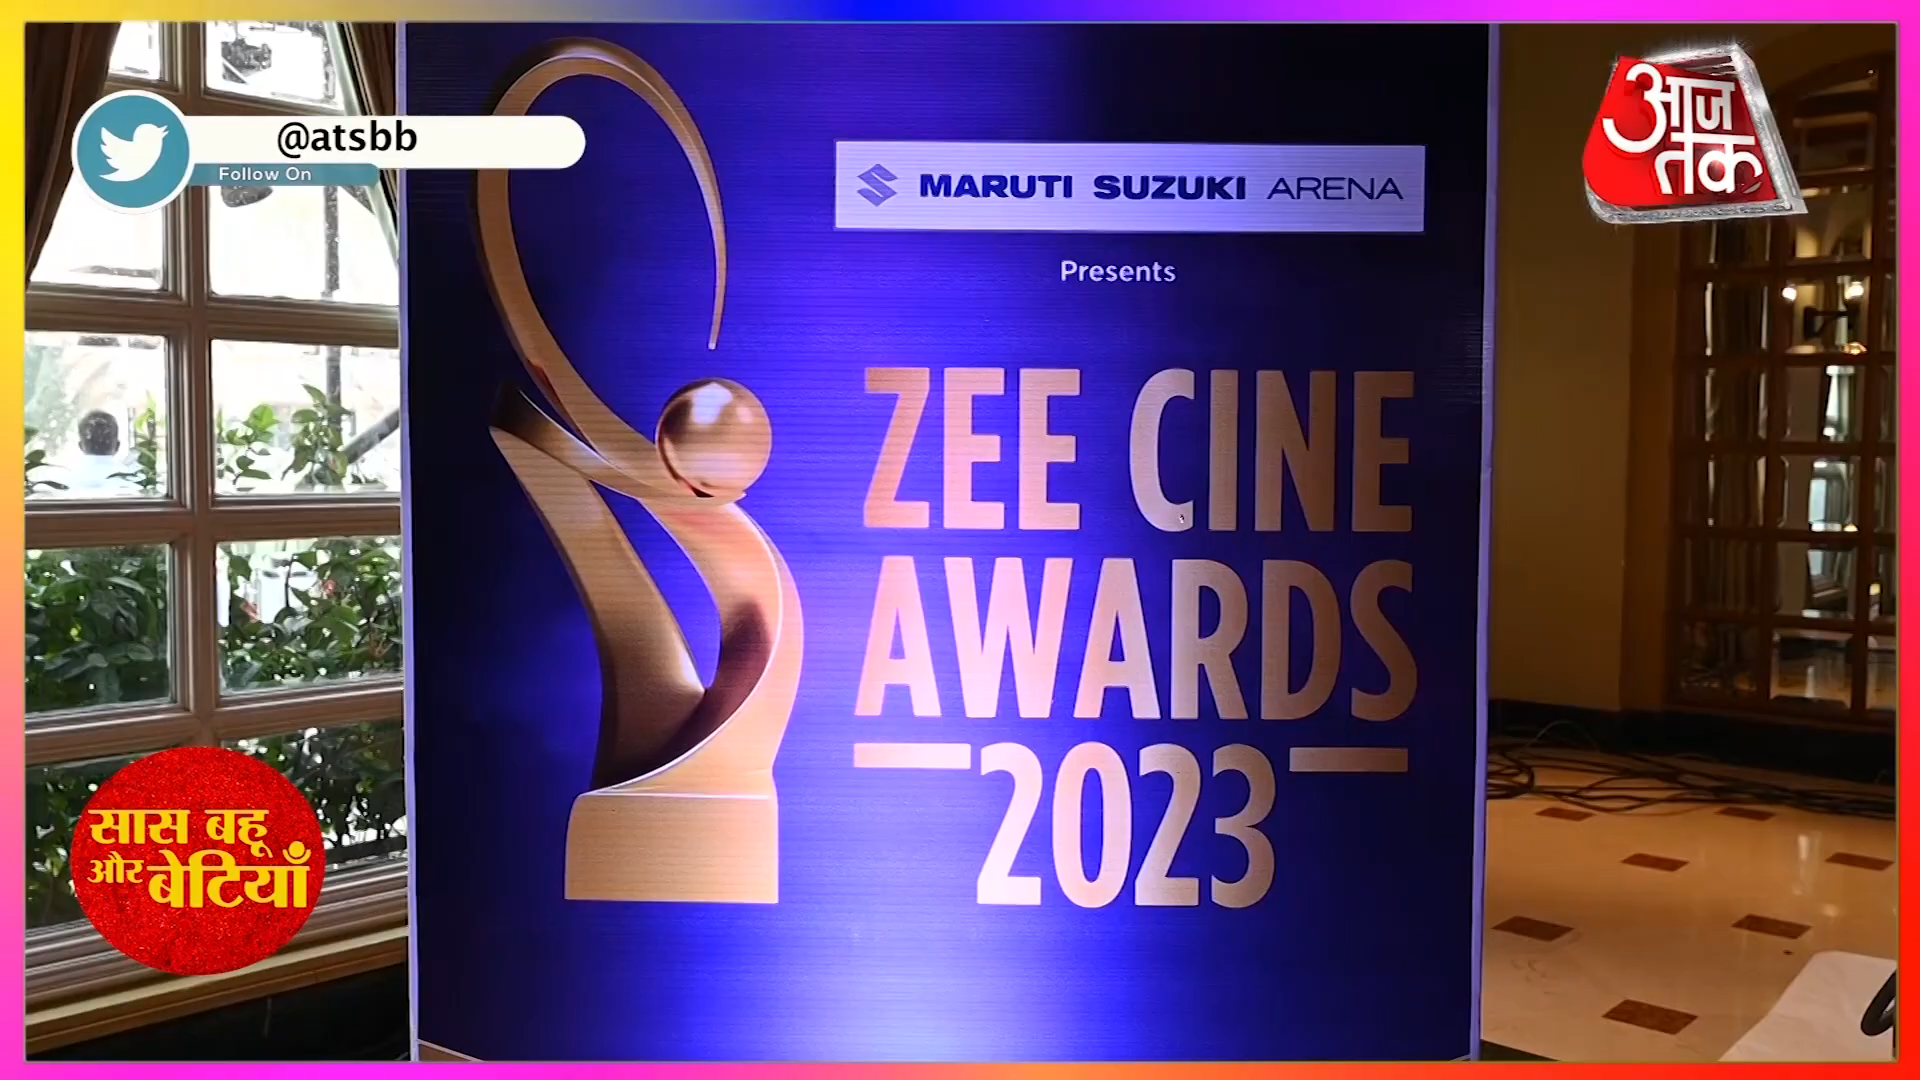 @atsbb
Follow On
आज
तक
MARUTI SUZUKI ARENA
Presents
ZEE CINE
AWARDS
2023
सास बहू
और बेटियाँ